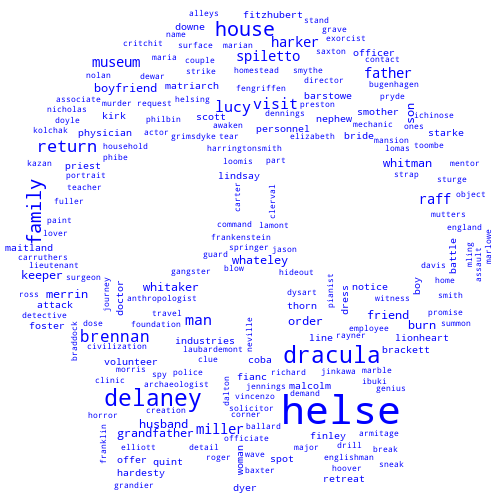 alleys
fitzhubert
downe
house
stand
name
grave
critchit
surface
marian
harker
exorcist
saxton
officer
museum
maria
couple
spiletto
contact
nolan
dewar
strike
homestead
smythe
father
boyfriend
matriarch
fengriffen
director
bugenhagen
associate
murder
request
helsing
lucy
visit
preston
barstowe
pryde
nicholas
kirk
philbin
scott
dennings
nephew
smother
son
ichinose
doyle
awaken
personnel
mechanic
ones
kolchak
physician
actor
grimsdyke
tear
elizabeth
bride
mansion
starke
return
household
harringtonsmith
lomas
toombe
phibe
kazan
priest
loomis
part
whitman
mentor
portrait
lindsay
strap
sturge
teacher
family
fuller
carter
clerval
raff
object
paint
mutters
lover
command
lamont
england
maitland
frankenstein
marlowe
carruthers
springer
jason
battle
mling
assault
lieutenant
guard
whateley
davis
keeper
surgeon
gangster
blow
hideout
boy
home
ross
merrin
journey
doctor
whitaker
dysart
pianist
dress
notice
smith
attack
anthropologist
thorn
witness
detective
travel
friend
promise
foster
braddock
dose
foundation
man
order
employee
burn
summon
civilization
brennan
industries
neville
line
rayner
lionheart
laubardemont
dracula
brackett
volunteer
clue
coba
morris
spy
police
fianc
richard
jinkawa
marble
clinic
archaeologist
jennings
malcolm
ibuki
genius
delaney
dalton
vincenzo
demand
horror
creation
solicitor
helse
husband
corner
franklin
grandfather
miller
ballard
finley
armitage
officiate
elliott
detail
woman
major
drill
break
offer
quint
roger
wave
spot
englishman
sneak
hardesty
baxter
hoover
grandier
dyer
retreat